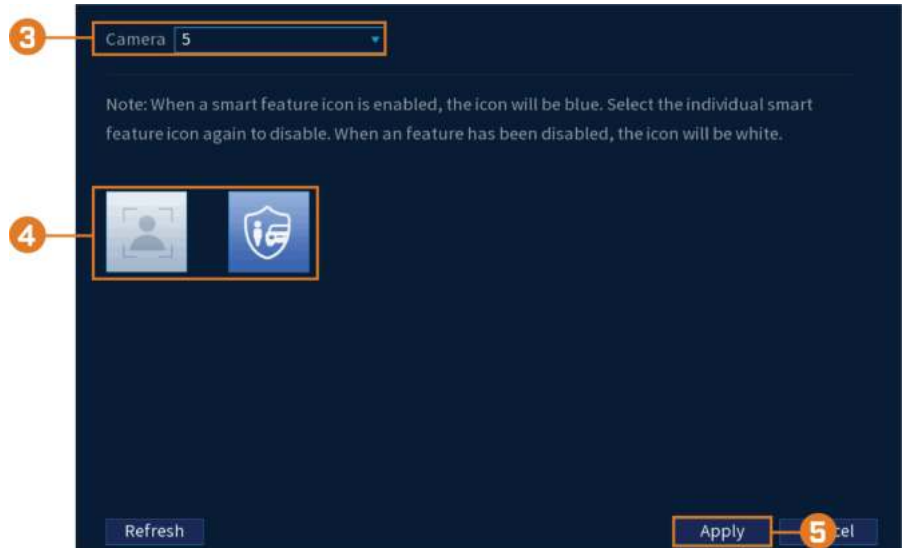 3
Camera 5
Note: When a smart feature icon is enabled, the icon will be blue. Select the individual smart
feature icon again to disable. When an feature has been disabled, the icon will be white.
4
Refresh
Apply
5